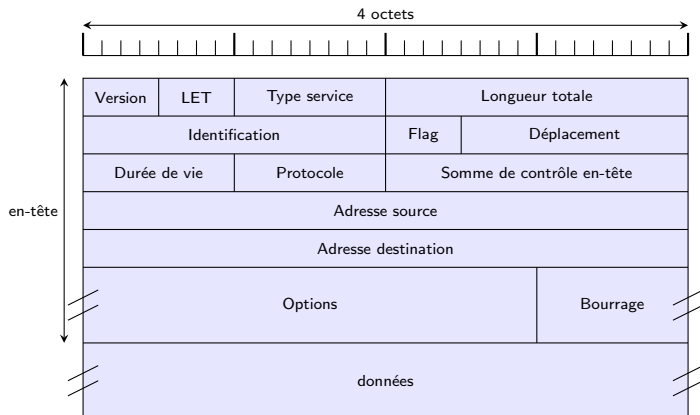 4 octets
Version LET Type service Longueur totale
Identification Flag Déplacement
Durée de vie Protocole Somme de contrôle en-tête
en-tête Adresse source
Adresse destination
Options Bourrage
données